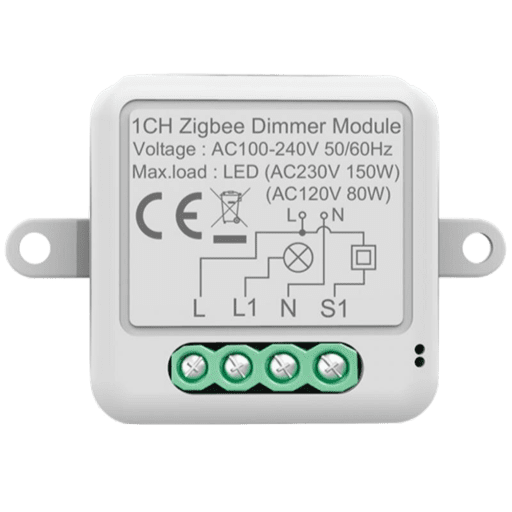 1CH Zigbee Dimmer Module
Voltage : AC100-240V 50/60Hz
Max.load : LED (AC230V 150W)
(AC120V 80W)
CE
L N
L L1 N S1